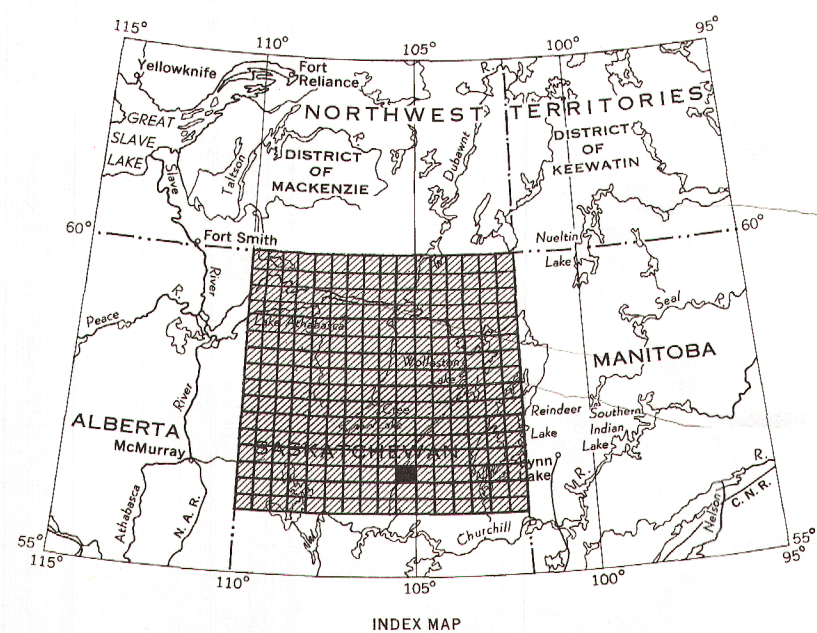 115°
110°
105°
100°
95°
Yellowknife
Fort
Reliance
R.
NORTHWEST TERRITORIES
GREAT
SLAVE
LAKE
Slave
Taltson
R.
DISTRICT
OF
MACKENZIE
Dubawnt
DISTRICT
OF
KEEWATIN
60°
Fort Smith
Nueltin
Lake
60°
River
Peace
R.
Lake Athabasca
Seal
R.
Wollaston
Lake
MANITOBA
River
Cree
Lake
Reindeer
Lake
Southern
Indian
Lake
ALBERTA
McMurray
SASKATCHEWAN
Lynn
Lake
R.
R.
Athabasca
N. A. R.
Churchill
Nelson
C. N. R.
55°
115°
110°
105°
100°
55°
95°
INDEX MAP